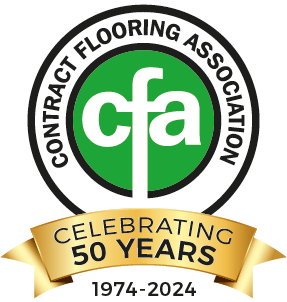 CONTRACT FLOORING ASSOCIATION
cfa
CELEBRATING
50 YEARS
1974-2024